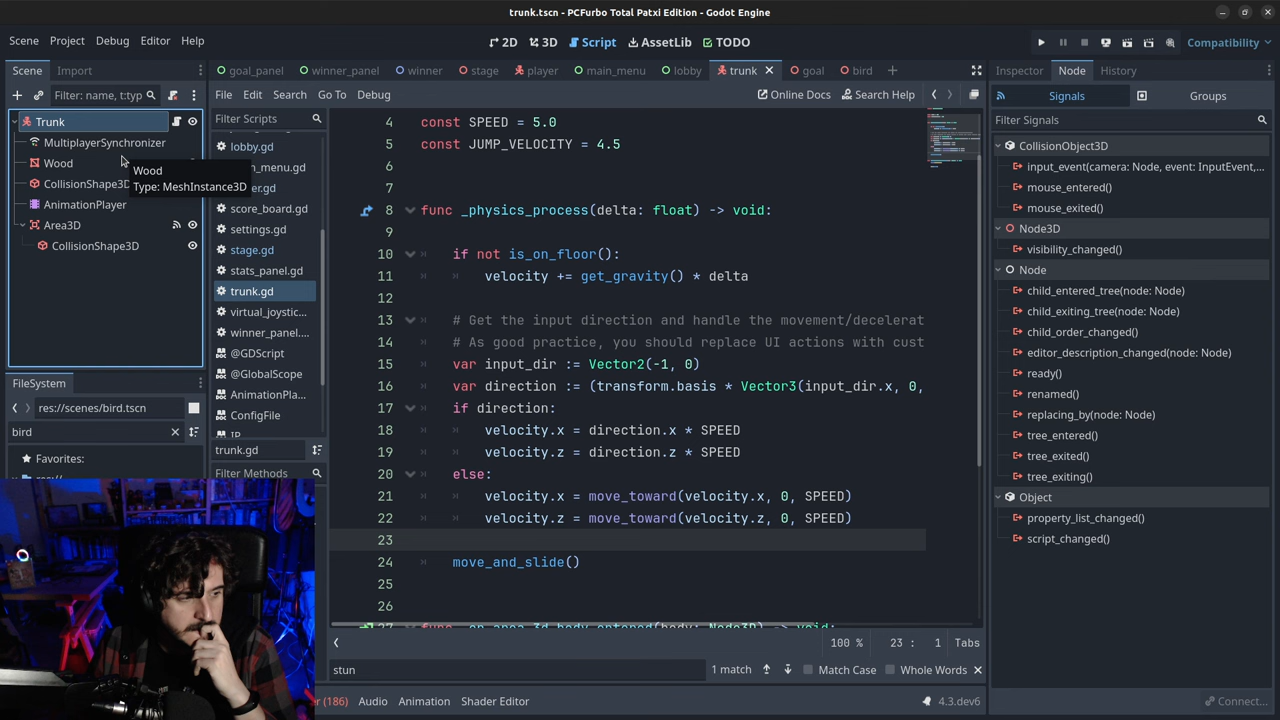 trunk.tscn - PCFurbo Total Patxi Edition - Godot Engine
Scene Project Debug Editor Help
2D 3D Script AssetLib TODO
Compatibility
Scene Import
goal_panel winner_panel winner stage player main_menu lobby trunk goal bird
Inspector Node History
Filter: name, t:typ
File Edit Search Go To Debug
Online Docs Search Help
Signals Groups
Trunk
MultiplayerSynchronizer
Wood
CollisionShape3D
AnimationPlayer
Area3D
CollisionShape3D
Wood
Type: MeshInstance3D
FileSystem
res://scenes/bird.tscn
bird
Favorites:
Filter Scripts
lobby.gd
score_board.gd
settings.gd
stage.gd
stats_panel.gd
trunk.gd
virtual_joystic...
winner_panel....
@GDScript
@GlobalScope
AnimationPla...
ConfigFile
trunk.gd
Filter Methods
4 const SPEED = 5.0
5 const JUMP_VELOCITY = 4.5
6
7
8 func _physics_process(delta: float) -> void:
9
10 if not is_on_floor():
11 velocity += get_gravity() * delta
12
13 # Get the input direction and handle the movement/decelerat
14 # As good practice, you should replace UI actions with cust
15 var input_dir := Vector2(-1, 0)
16 var direction := (transform.basis * Vector3(input_dir.x, 0,
17 if direction:
18 velocity.x = direction.x * SPEED
19 velocity.z = direction.z * SPEED
20 else:
21 velocity.x = move_toward(velocity.x, 0, SPEED)
22 velocity.z = move_toward(velocity.z, 0, SPEED)
23
24 move_and_slide()
25
26
27 func _on_area_3d_body_entered(body: Node3D) -> void:
100 % 23 : 1 Tabs
stun
1 match Match Case Whole Words
(186) Audio Animation Shader Editor
4.3.dev6
Filter Signals
CollisionObject3D
input_event(camera: Node, event: InputEvent,...
mouse_entered()
mouse_exited()
Node3D
visibility_changed()
Node
child_entered_tree(node: Node)
child_exiting_tree(node: Node)
child_order_changed()
editor_description_changed(node: Node)
ready()
renamed()
replacing_by(node: Node)
tree_entered()
tree_exited()
tree_exiting()
Object
property_list_changed()
script_changed()
Connect...